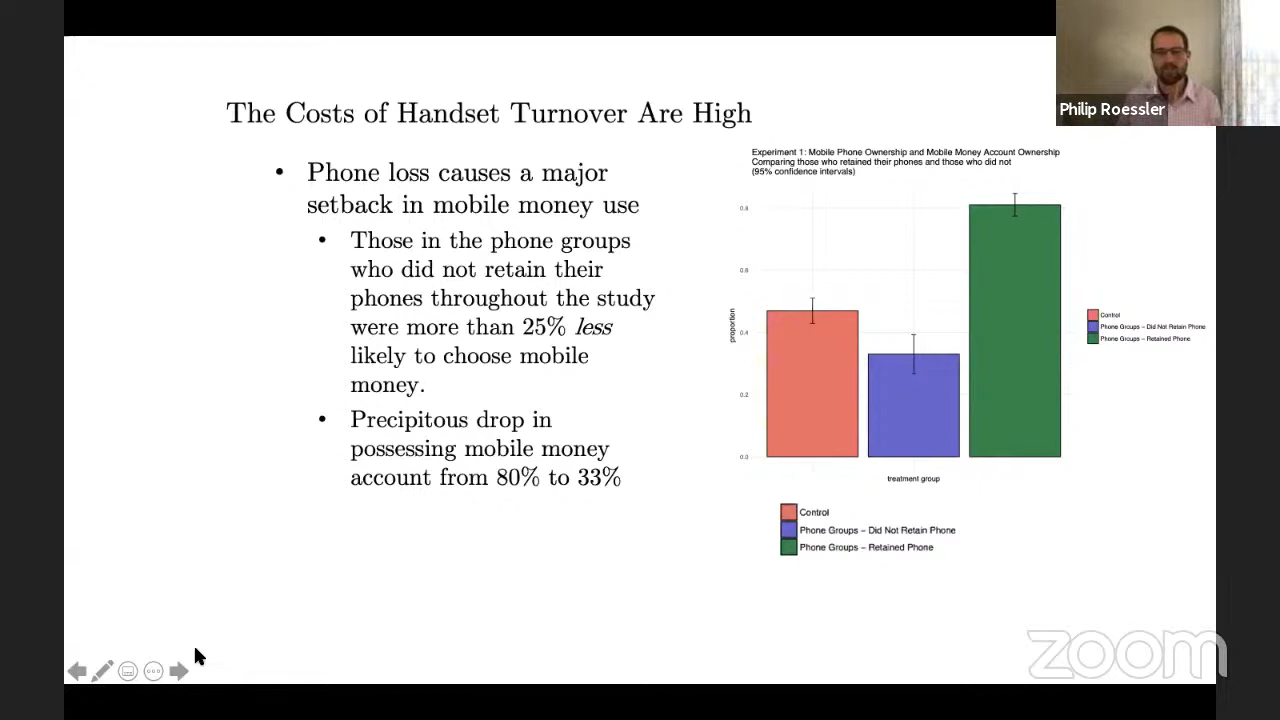 Philip Roessler
The Costs of Handset Turnover Are High
• Phone loss causes a major
setback in mobile money use
• Those in the phone groups
who did not retain their
phones throughout the study
were more than 25% less
likely to choose mobile
money.
• Precipitous drop in
possessing mobile money
account from 80% to 33%
Experiment 1: Mobile Phone Ownership and Mobile Money Account Ownership
Comparing those who retained their phones and those who did not
(95% confidence intervals)
0.8
0.6
0.4
0.2
0.0
proportion
treatment group
Control
Phone Groups – Did Not Retain Phone
Phone Groups – Retained Phone
Control
Phone Groups – Did Not Retain Phone
Phone Groups – Retained Phone
zoom